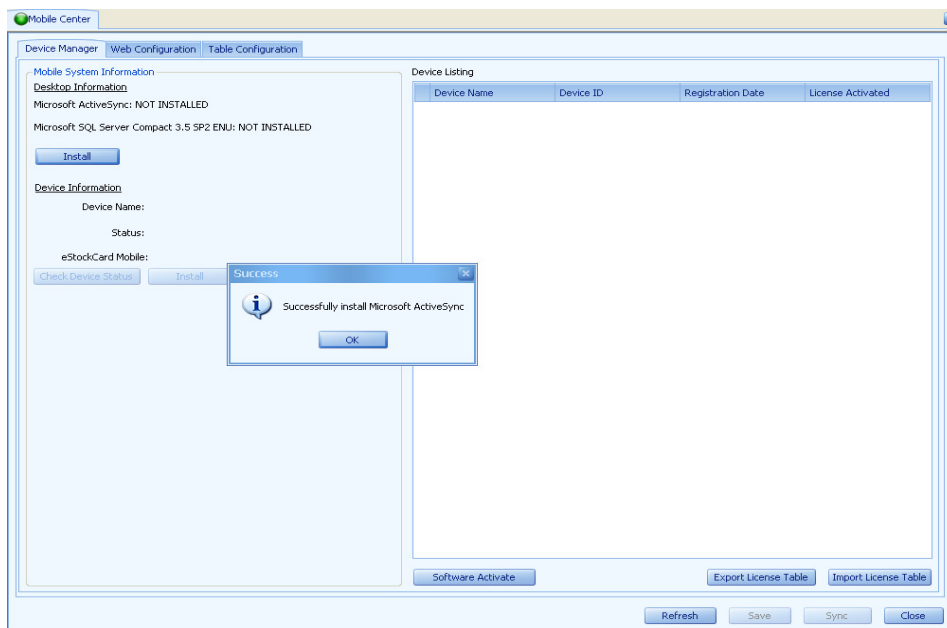 Mobile Center
Device Manager Web Configuration Table Configuration
Mobile System Information
Desktop Information
Microsoft ActiveSync: NOT INSTALLED
Microsoft SQL Server Compact 3.5 SP2 ENU: NOT INSTALLED
Install
Device Information
Device Name:
Status:
eStockCard Mobile:
Check Device Status Install
Success
Successfully install Microsoft ActiveSync
OK
Device Listing
Device Name Device ID Registration Date License Activated
Software Activate Export License Table Import License Table
Refresh Save Sync Close